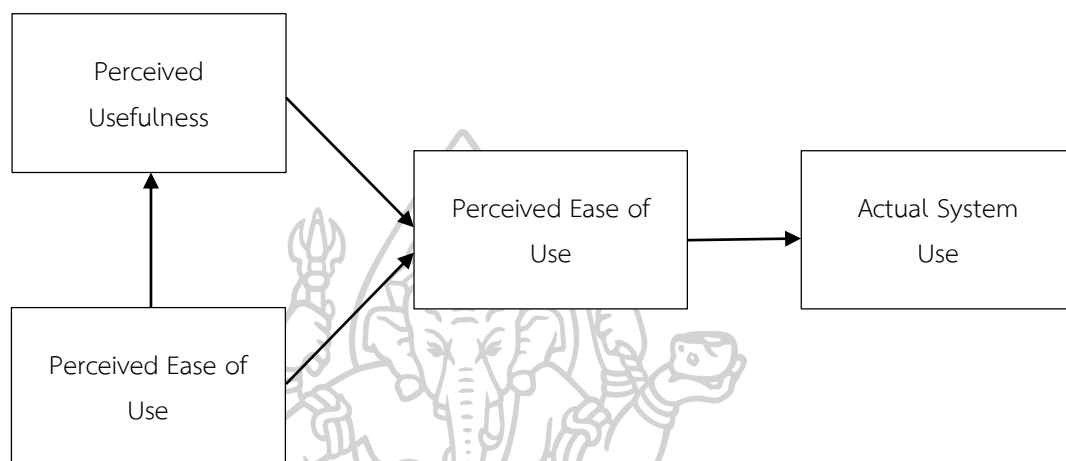 Perceived
Usefulness
Perceived Ease of
Use
Actual System
Use
Perceived Ease of
Use